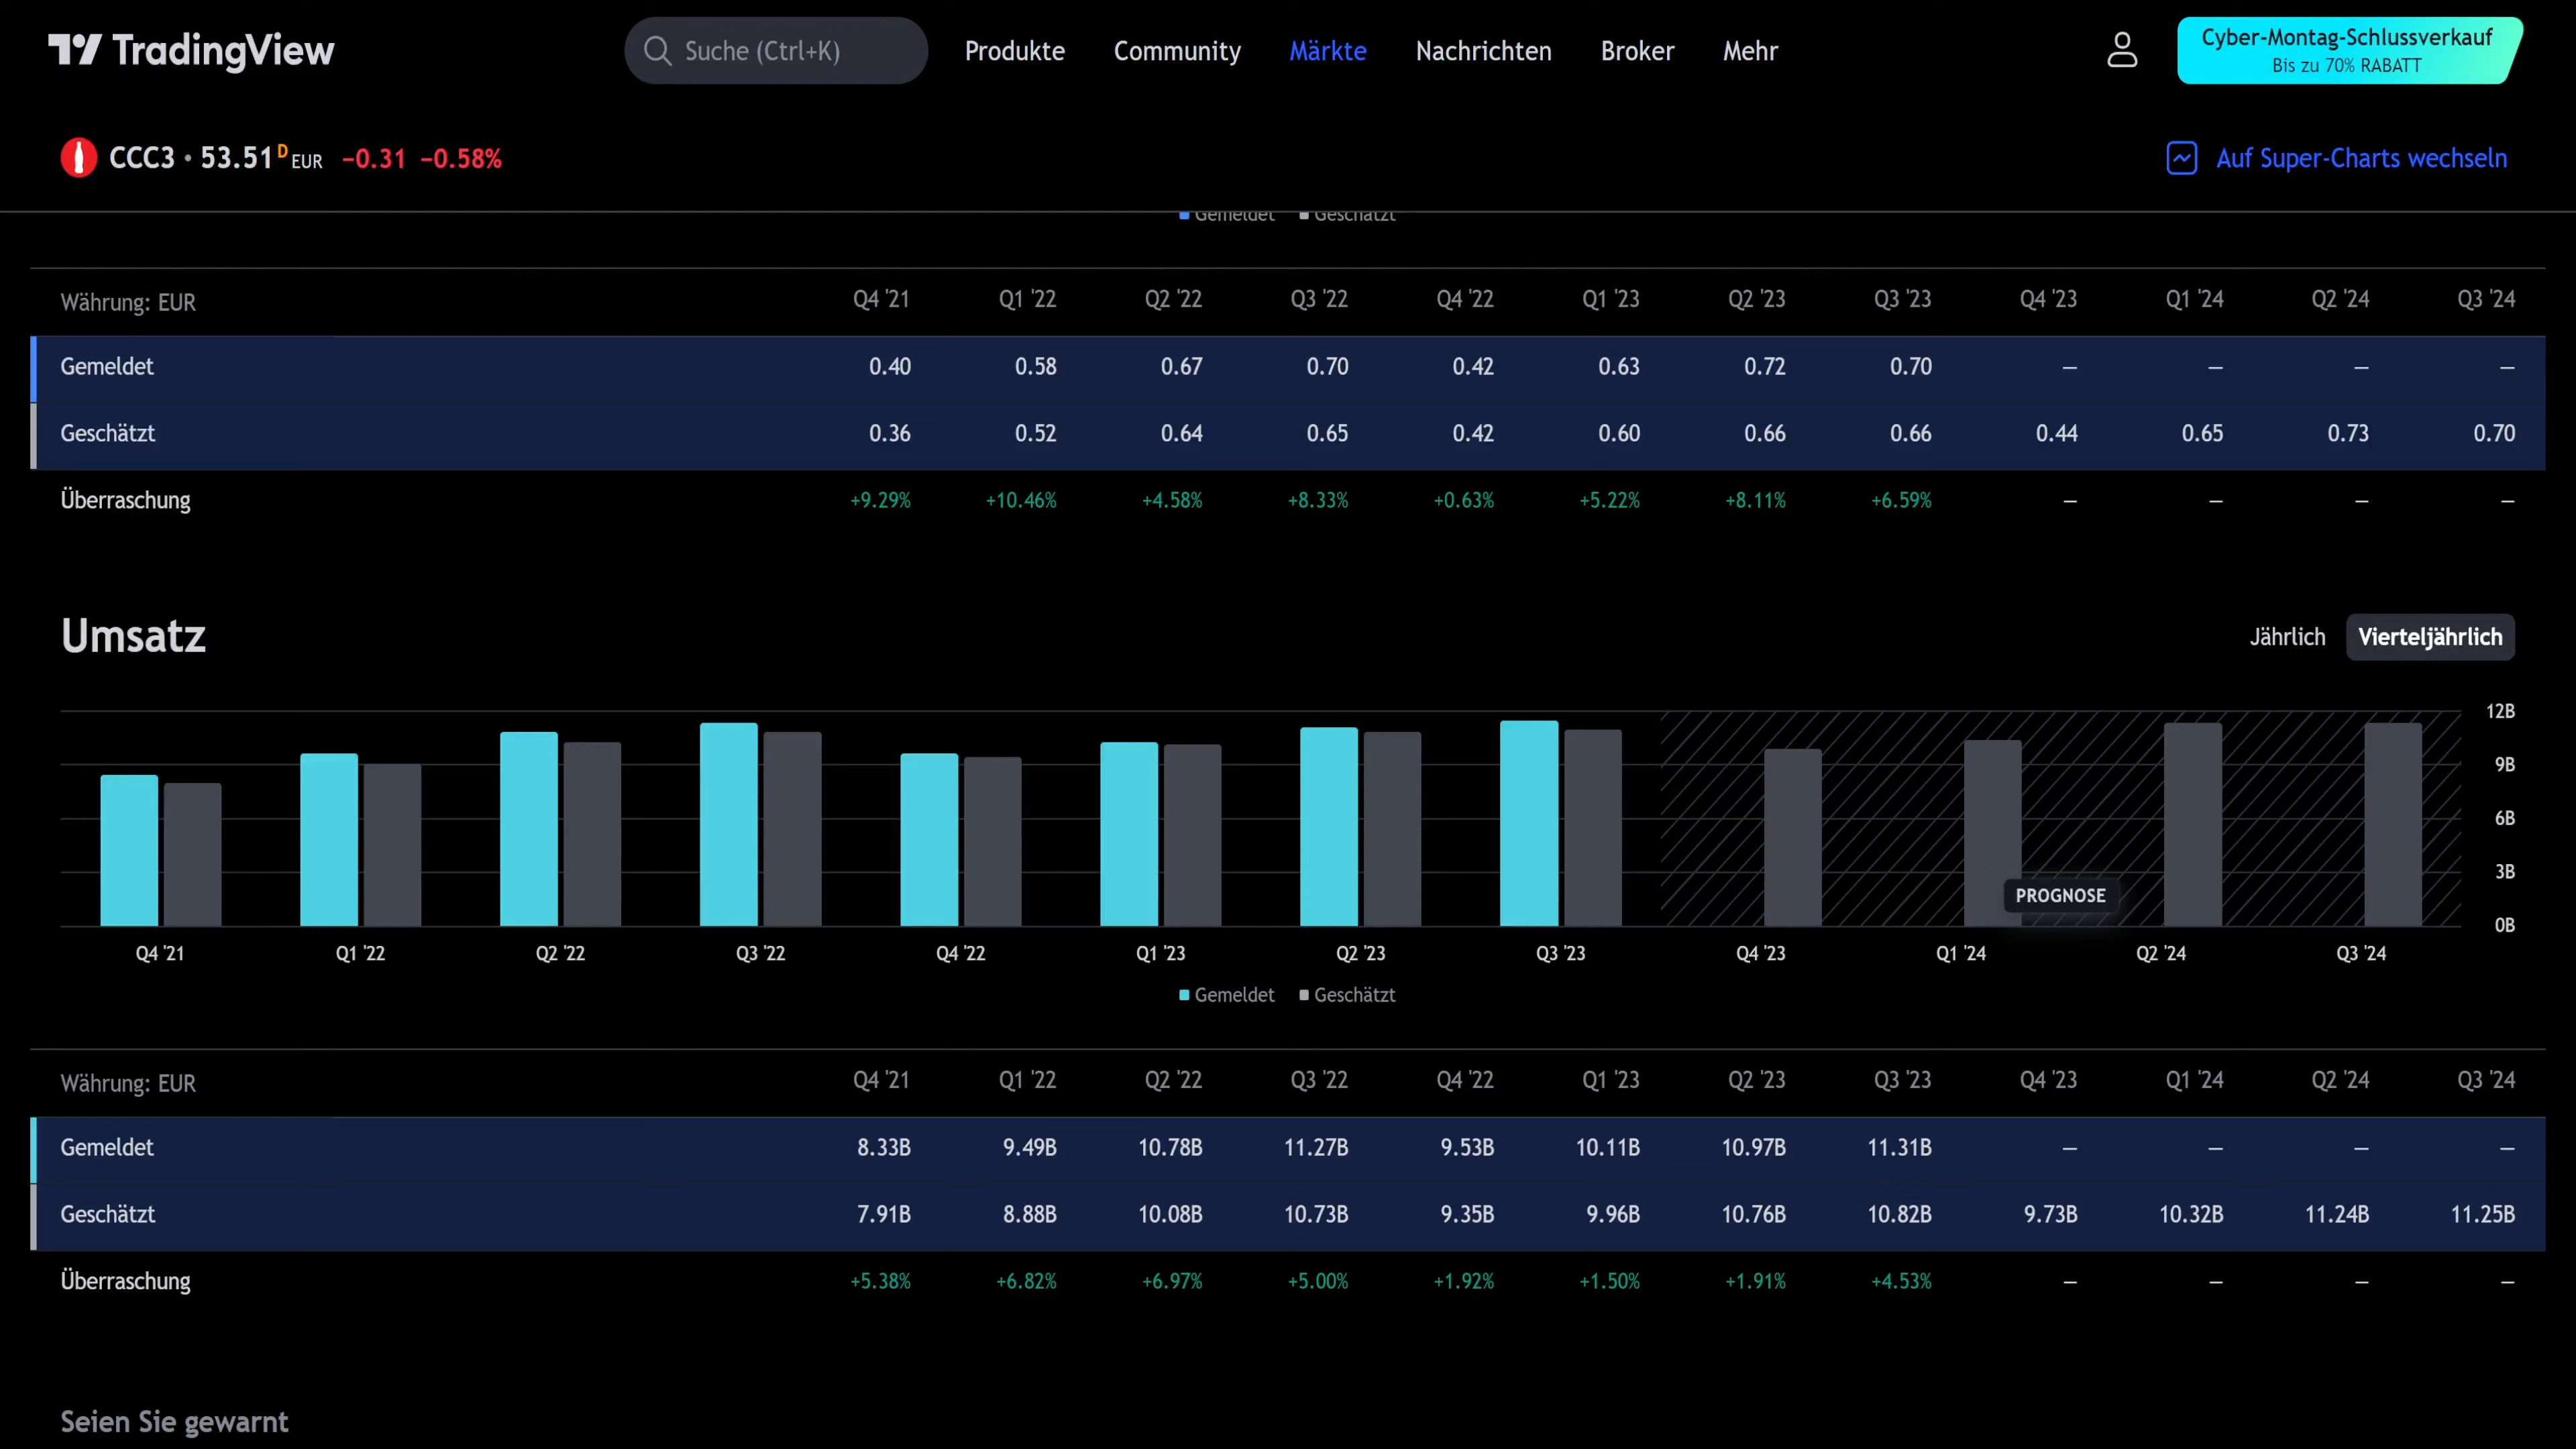 TradingView
Suche (Ctrl+K)
Produkte Community Märkte Nachrichten Broker Mehr
Cyber-Montag-Schlussverkauf
Bis zu 70% RABATT
CCC3 • 53.51 D EUR −0.31 −0.58%
Auf Super-Charts wechseln
Gemeldet Geschätzt
Währung: EUR Q4 '21 Q1 '22 Q2 '22 Q3 '22 Q4 '22 Q1 '23 Q2 '23 Q3 '23 Q4 '23 Q1 '24 Q2 '24 Q3 '24
Gemeldet 0.40 0.58 0.67 0.70 0.42 0.63 0.72 0.70 — — — —
Geschätzt 0.36 0.52 0.64 0.65 0.42 0.60 0.66 0.66 0.44 0.65 0.73 0.70
Überraschung +9.29% +10.46% +4.58% +8.33% +0.63% +5.22% +8.11% +6.59% — — — —
Umsatz
Jährlich Vierteljährlich
12B
9B
6B
3B
PROGNOSE
0B
Q4 '21 Q1 '22 Q2 '22 Q3 '22 Q4 '22 Q1 '23 Q2 '23 Q3 '23 Q4 '23 Q1 '24 Q2 '24 Q3 '24
Gemeldet Geschätzt
Währung: EUR Q4 '21 Q1 '22 Q2 '22 Q3 '22 Q4 '22 Q1 '23 Q2 '23 Q3 '23 Q4 '23 Q1 '24 Q2 '24 Q3 '24
Gemeldet 8.33B 9.49B 10.78B 11.27B 9.53B 10.11B 10.97B 11.31B — — — —
Geschätzt 7.91B 8.88B 10.08B 10.73B 9.35B 9.96B 10.76B 10.82B 9.73B 10.32B 11.24B 11.25B
Überraschung +5.38% +6.82% +6.97% +5.00% +1.92% +1.50% +1.91% +4.53% — — — —
Seien Sie gewarnt